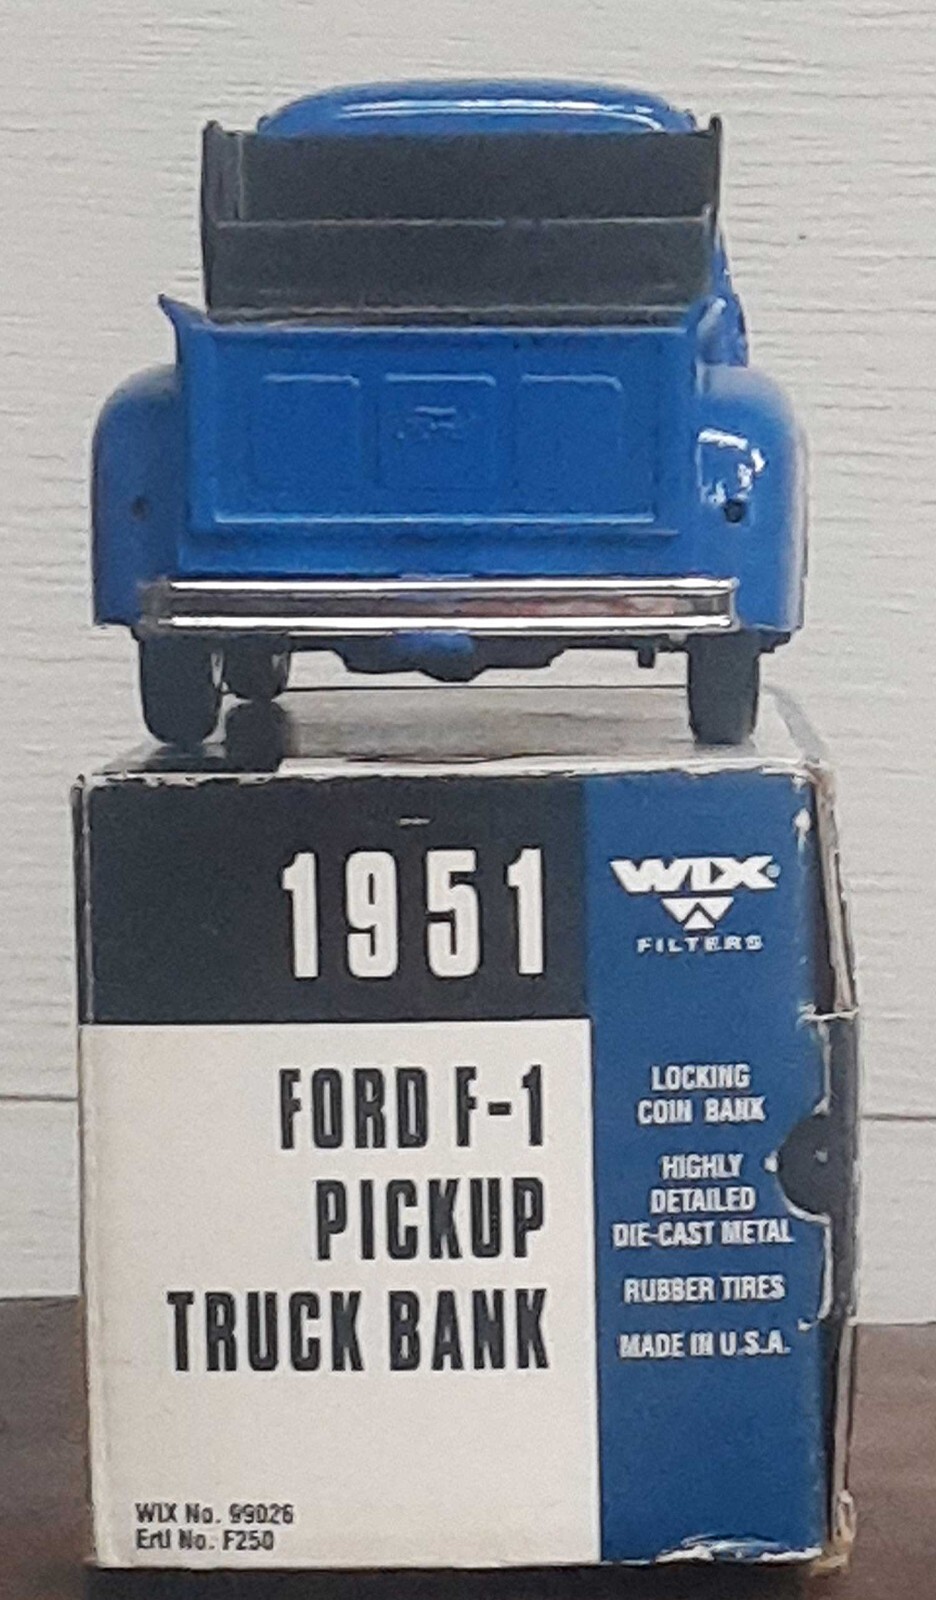 1951
FORD F-1
PICKUP
TRUCK BANK
WIX No. 99026
Ertl No. F250
WIX®
FILTERS
LOCKING
COIN BANK
HIGHLY
DETAILED
DIE-CAST METAL
RUBBER TIRES
MADE IN U.S.A.